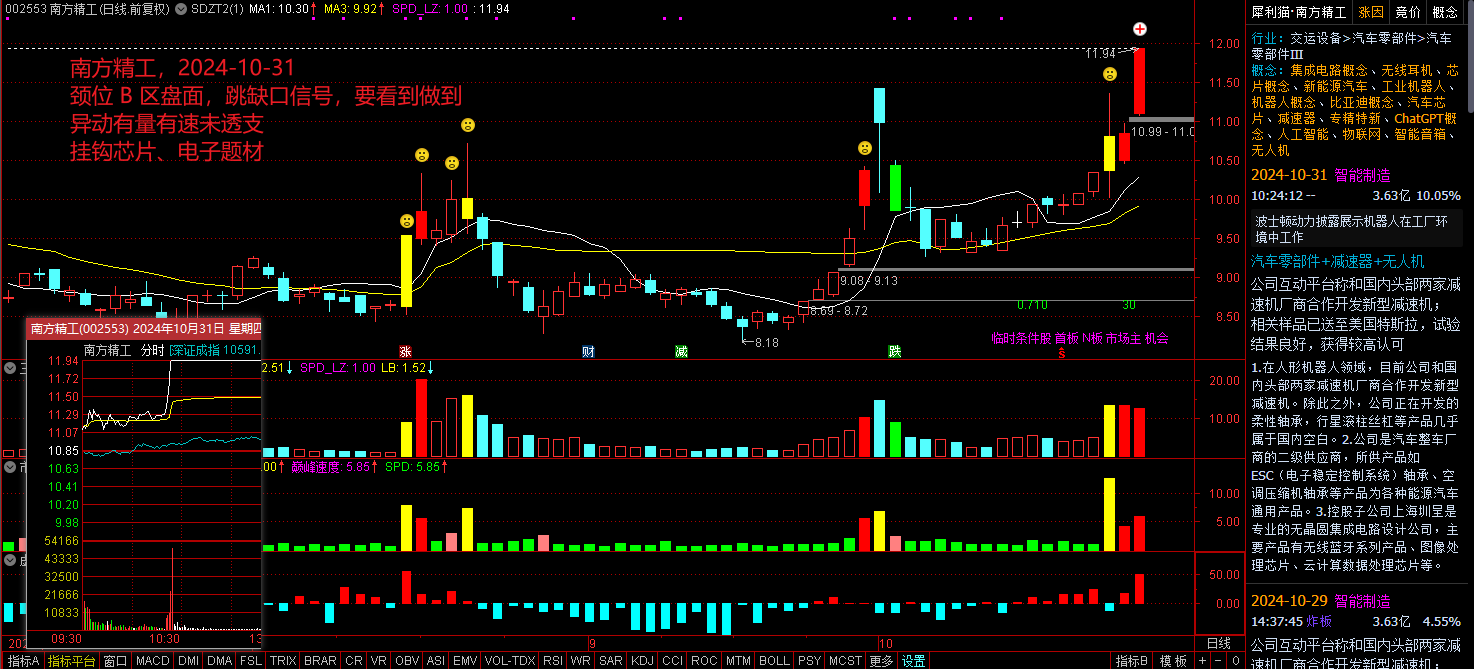 002553 南方精工(日线.前复权) SDZT2(1) MA1: 10.30↑ MA3: 9.92↑ SPD_LZ: 1.00 : 11.94
南方精工，2024-10-31
颈位 B 区盘面，跳缺口信号，要看到做到
异动有量有速未透支
挂钩芯片、电子题材
11.94
10.99 - 11.0
9.08 - 9.13
8.69 - 8.72
8.18
0.710
30
临时条件股 首板 N板 市场主 机会
涨
财
减
跌
$
12.00
11.50
11.00
10.50
10.00
9.50
9.00
8.50
2.51↓ SPD_LZ: 1.00 LB: 1.52↓
20.00
10.00
00↑ 巅峰速度: 5.85↑ SPD: 5.85↑
10.00
5.00
50.00
0.00
南方精工(002553) 2024年10月31日 星期四
南方精工 分时 [深证成指 10591.
11.94
11.72
11.50
11.29
11.07
10.85
10.63
10.41
10.20
9.98
54166
43333
32500
21666
10833
09:30
10:30
13
202
9
10
日线
指标A 指标平台 窗口 MACD DMI DMA FSL TRIX BRAR CR VR OBV ASI EMV VOL-TDX RSI WR SAR KDJ CCI ROC MTM BOLL PSY MCST 更多 设置
指标B 模 板 + − 0
犀利猫·南方精工 涨因 竞价 概念
行业：交运设备>汽车零部件>汽车
零部件Ⅲ
概念：集成电路概念、无线耳机、芯
片概念、新能源汽车、工业机器人、
机器人概念、比亚迪概念、汽车芯
片、减速器、专精特新、ChatGPT概
念、人工智能、物联网、智能音箱、
无人机
2024-10-31 智能制造
10:24:12 -- 3.63亿 10.05%
波士顿动力披露展示机器人在工厂环
境中工作
汽车零部件+减速器+无人机
公司互动平台称和国内头部两家减
速机厂商合作开发新型减速机；
相关样品已送至美国特斯拉，试验
结果良好，获得较高认可
1.在人形机器人领域，目前公司和国
内头部两家减速机厂商合作开发新型
减速机。除此之外，公司正在开发的
柔性轴承，行星滚柱丝杠等产品几乎
属于国内空白。2.公司是汽车整车厂
商的二级供应商，所供产品如
ESC（电子稳定控制系统）轴承、空
调压缩机轴承等产品为各种能源汽车
通用产品。3.控股子公司上海圳呈是
专业的无晶圆集成电路设计公司，主
要产品有无线蓝牙系列产品、图像处
理芯片、云计算数据处理芯片等。
2024-10-29 智能制造
14:37:45 炸板 3.63亿 4.55%
公司互动平台称和国内头部两家减
速机厂商合作开发新型减速机；